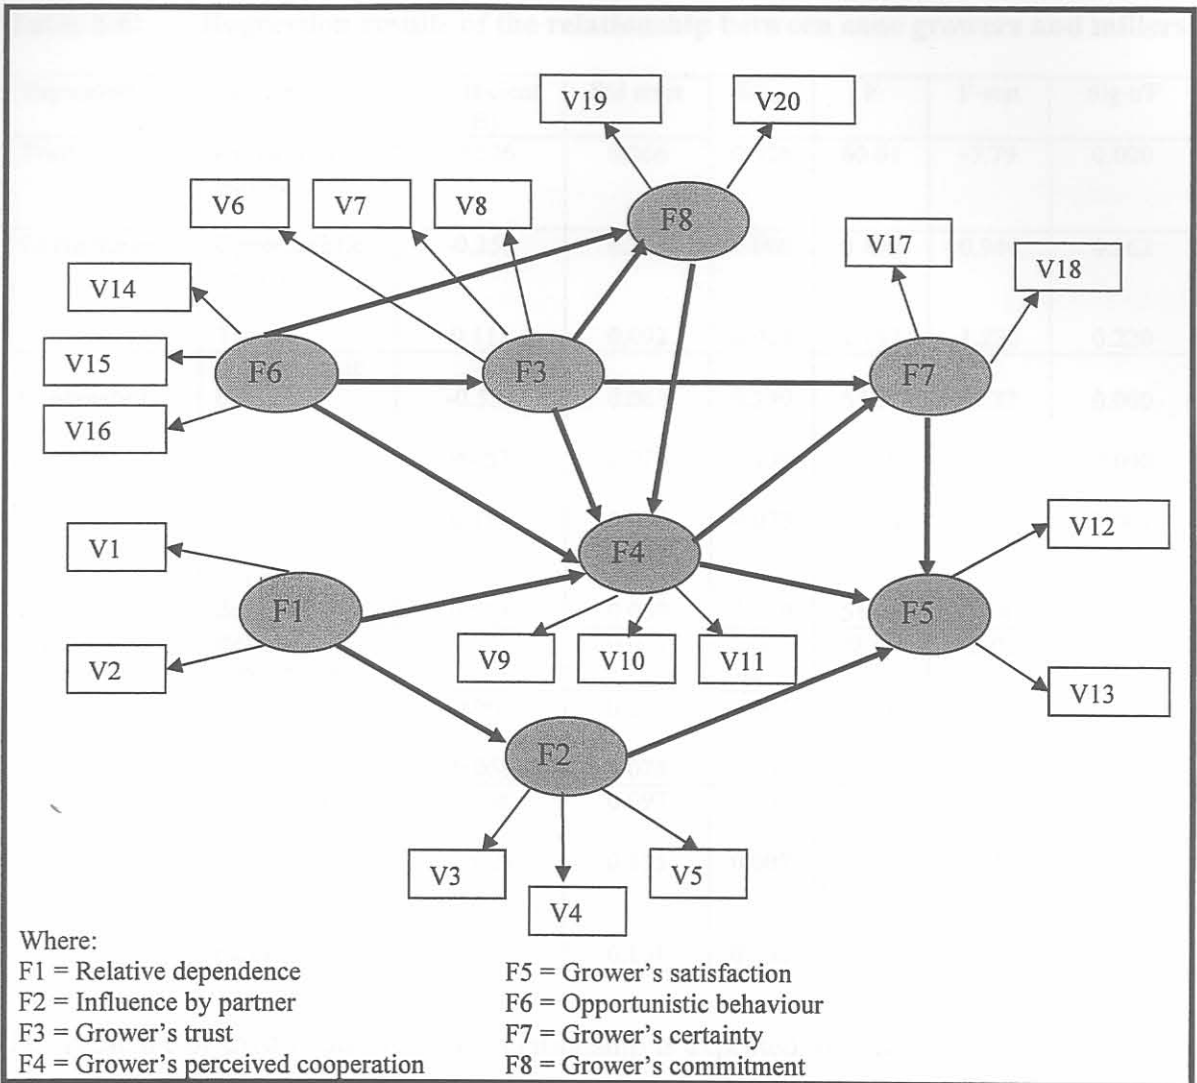 V19 V20
V6 V7 V8
F8
V17
V18
V14
V15
F6 F3 F7
V16
V12
V1
F4
F1 F5
V2
V9 V10 V11
V13
F2
V3 V5
V4
Where:
F1 = Relative dependence
F2 = Influence by partner
F3 = Grower’s trust
F4 = Grower’s perceived cooperation
F5 = Grower’s satisfaction
F6 = Opportunistic behaviour
F7 = Grower’s certainty
F8 = Grower’s commitment